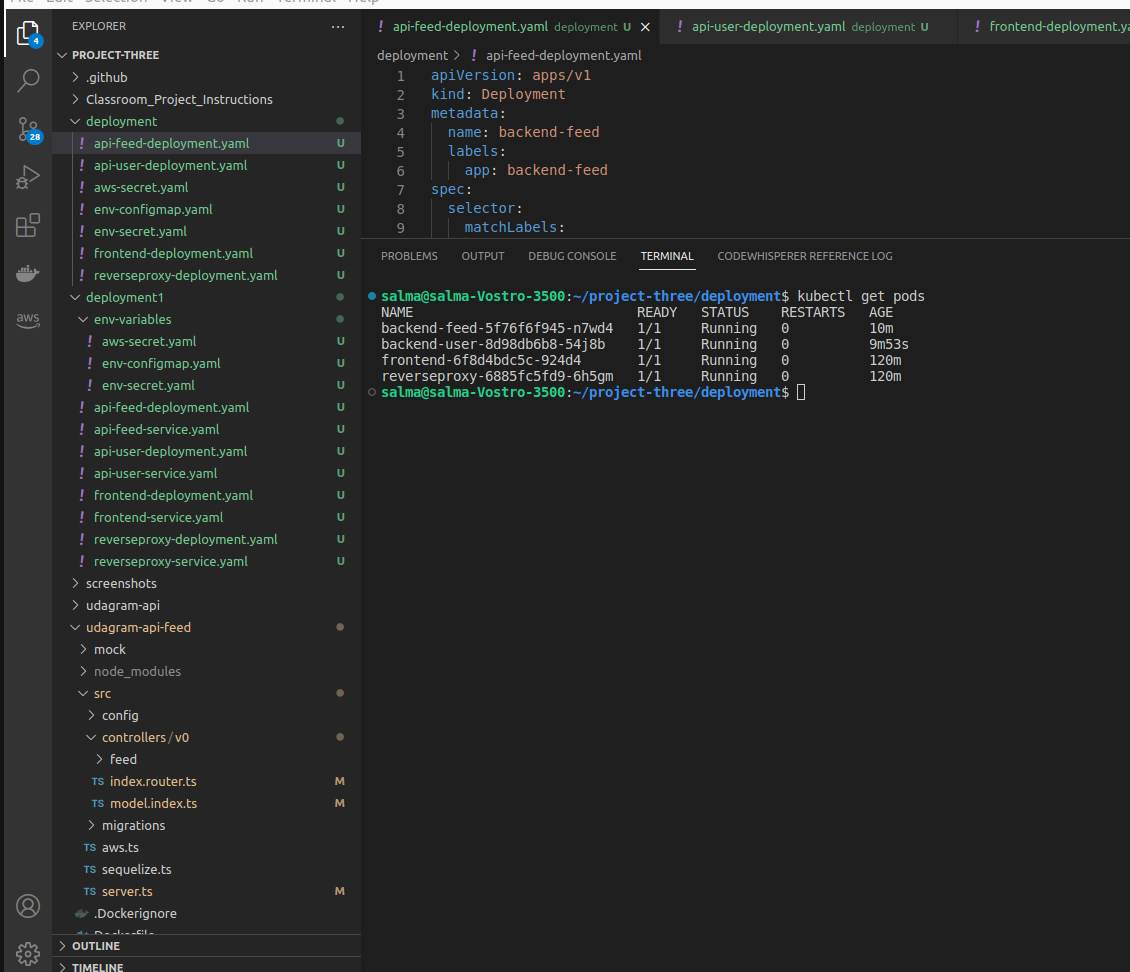 File Edit Selection View Go Run Terminal Help
EXPLORER
PROJECT-THREE
.github
Classroom_Project_Instructions
deployment
! api-feed-deployment.yaml U
! api-user-deployment.yaml U
! aws-secret.yaml U
! env-configmap.yaml U
! env-secret.yaml U
! frontend-deployment.yaml U
! reverseproxy-deployment.yaml U
deployment1
env-variables
! aws-secret.yaml U
! env-configmap.yaml U
! env-secret.yaml U
! api-feed-deployment.yaml U
! api-feed-service.yaml U
! api-user-deployment.yaml U
! api-user-service.yaml U
! frontend-deployment.yaml U
! frontend-service.yaml U
! reverseproxy-deployment.yaml U
! reverseproxy-service.yaml U
screenshots
udagram-api
udagram-api-feed
mock
node_modules
src
config
controllers/v0
feed
TS index.router.ts M
TS model.index.ts M
migrations
TS aws.ts
TS sequelize.ts
TS server.ts M
.Dockerignore
Dockerfile
OUTLINE
TIMELINE
4
28
aws
! api-feed-deployment.yaml deployment U
! api-user-deployment.yaml deployment U
! frontend-deployment.ya
deployment > ! api-feed-deployment.yaml
1 apiVersion: apps/v1
2 kind: Deployment
3 metadata:
4 name: backend-feed
5 labels:
6 app: backend-feed
7 spec:
8 selector:
9 matchLabels:
PROBLEMS OUTPUT DEBUG CONSOLE TERMINAL CODEWHISPERER REFERENCE LOG
salma@salma-Vostro-3500:~/project-three/deployment$ kubectl get pods
NAME READY STATUS RESTARTS AGE
backend-feed-5f76f6f945-n7wd4 1/1 Running 0 10m
backend-user-8d98db6b8-54j8b 1/1 Running 0 9m53s
frontend-6f8d4bdc5c-924d4 1/1 Running 0 120m
reverseproxy-6885fc5fd9-6h5gm 1/1 Running 0 120m
salma@salma-Vostro-3500:~/project-three/deployment$